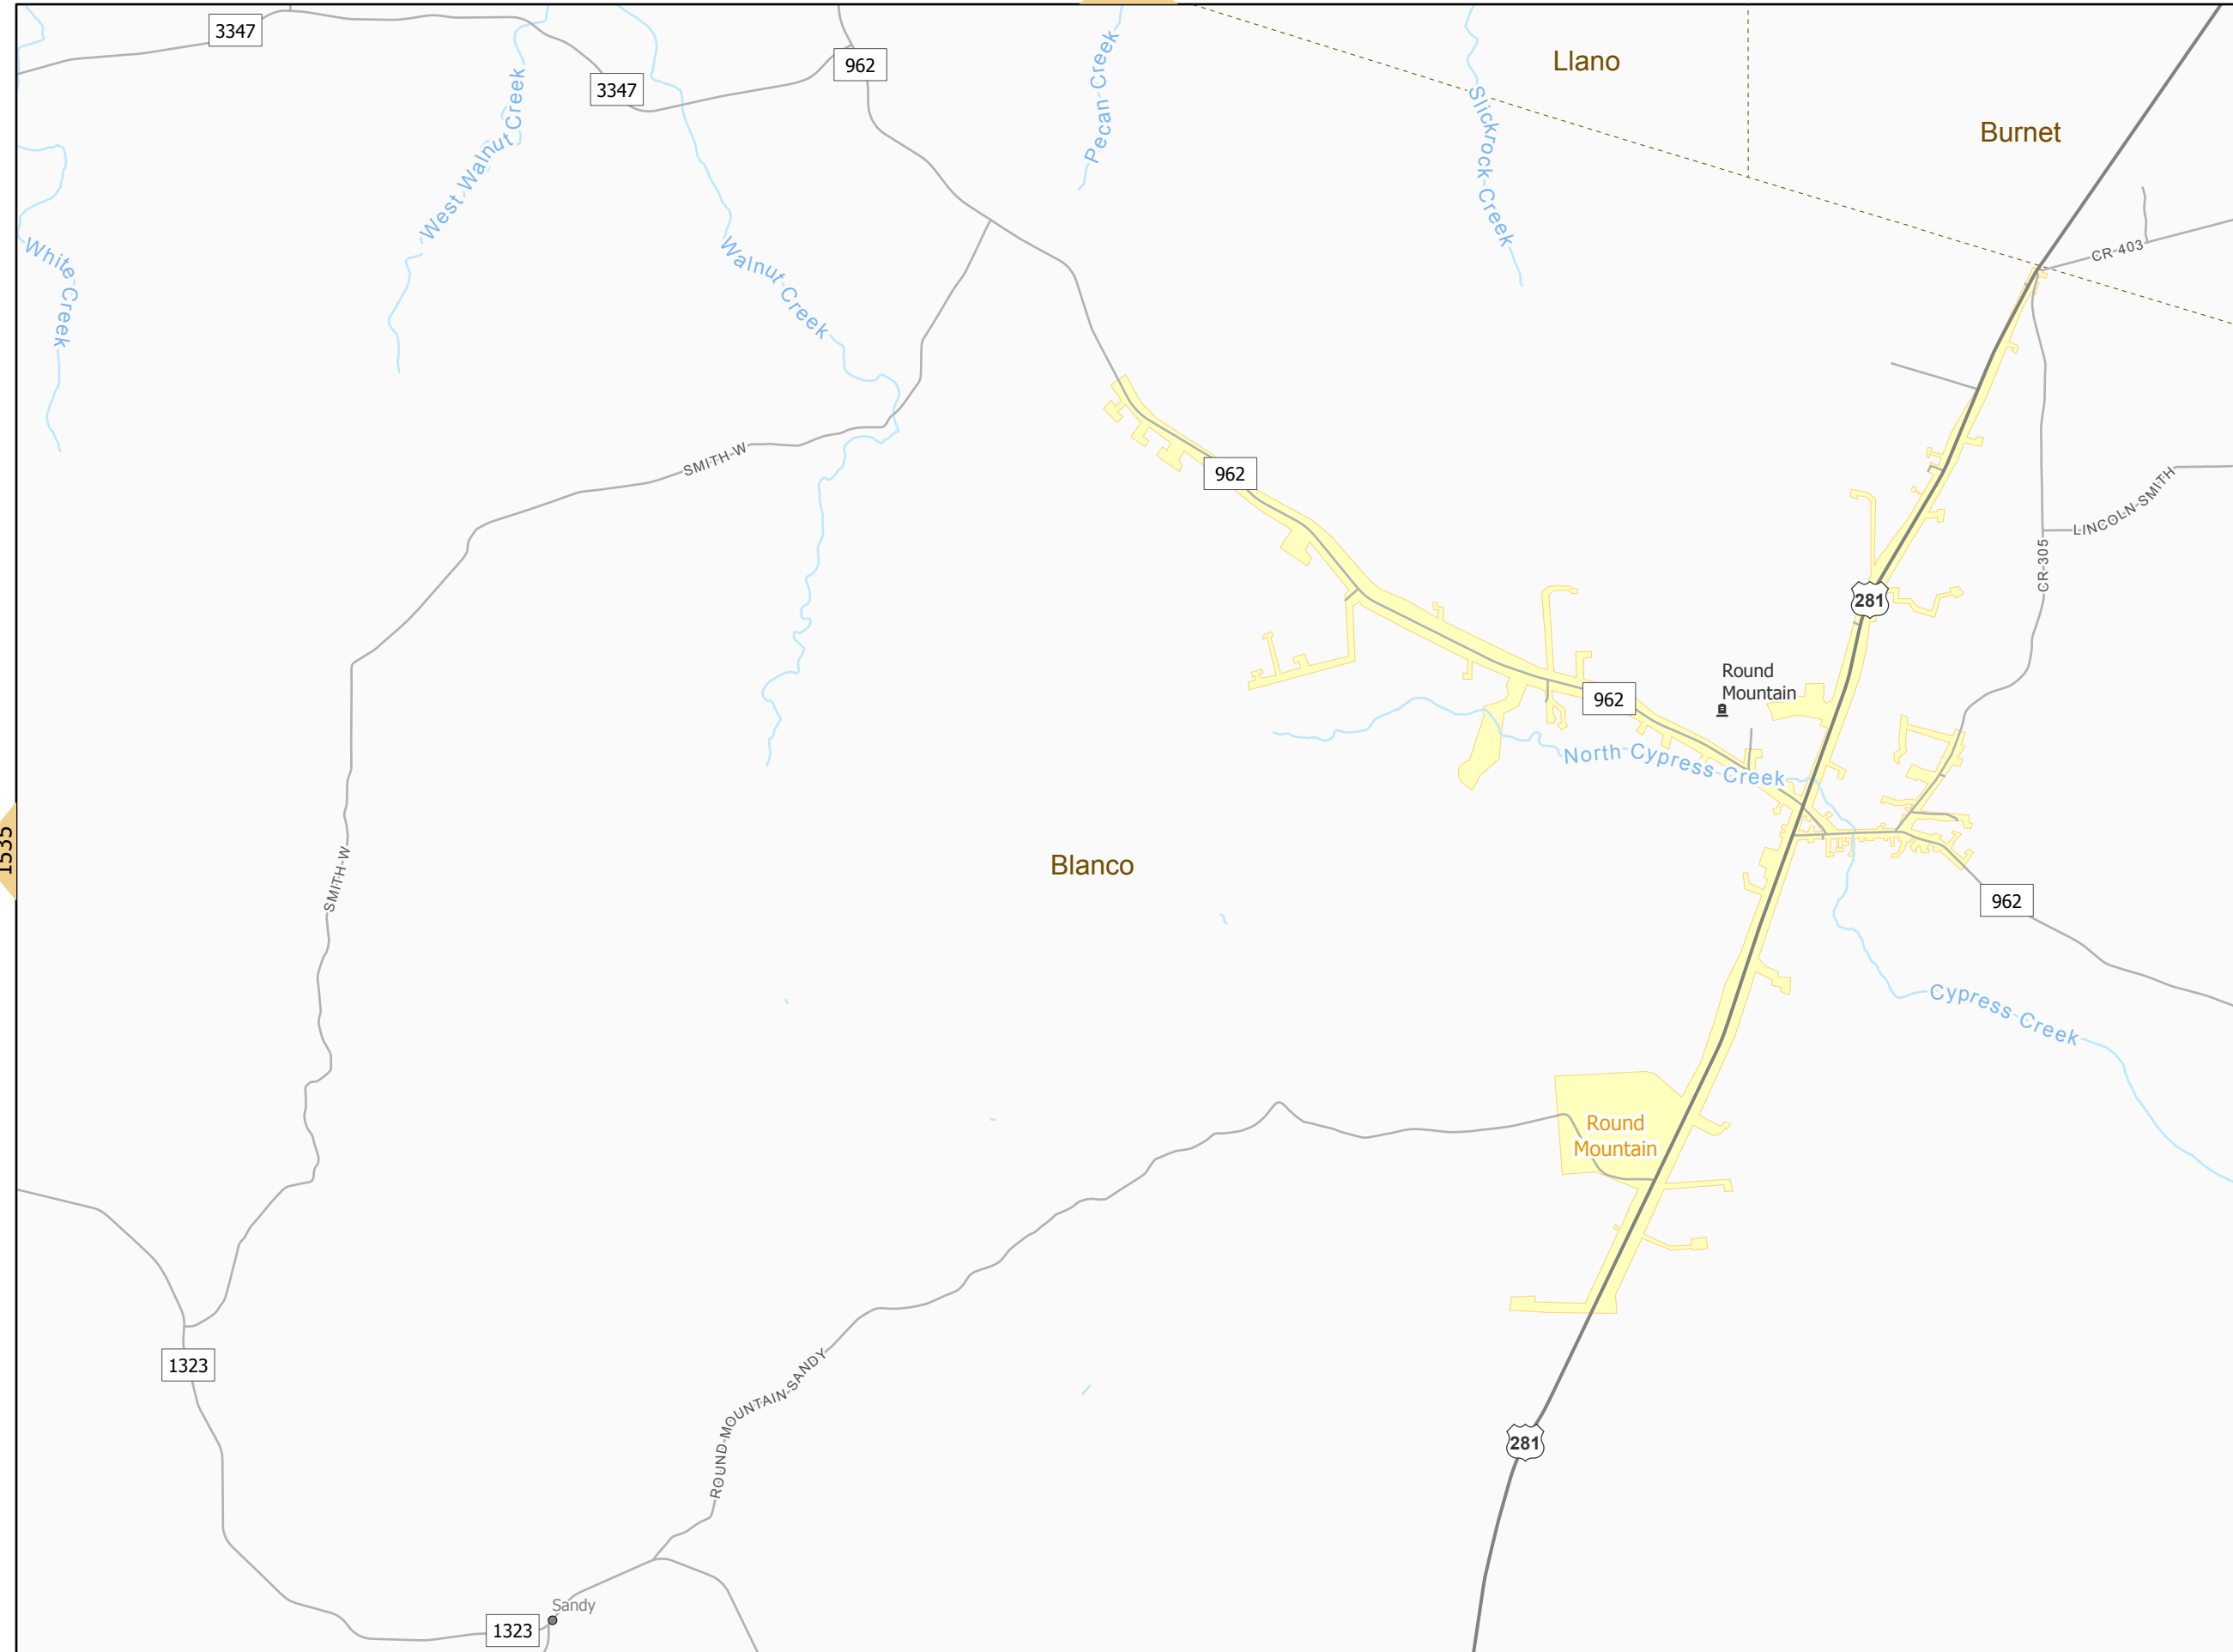 3347
962
3347
Pecan-Creek
Llano
Slickrock-Creek
Burnet
West-Walnut Creek
White-Creek
Walnut-Creek
CR-403
SMITH-W
962
LINCOLN-SMITH
CR-305
281
Round
Mountain
962
North-Cypress-Creek
1535
Blanco
SMITH-W
962
Cypress-Creek
Round
Mountain
1323
ROUND-MOUNTAIN-SANDY
281
Sandy
1323